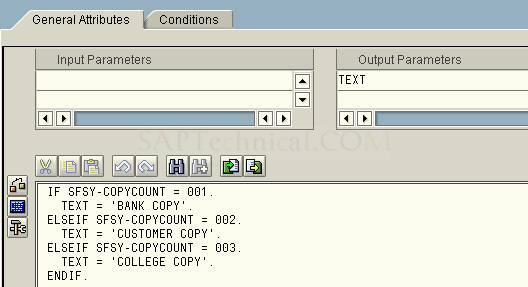 General Attributes
Conditions
Input Parameters
Output Parameters
TEXT
SAPTechnical.COM
IF SFSY-COPYCOUNT = 001.
TEXT = 'BANK COPY'.
ELSEIF SFSY-COPYCOUNT = 002.
TEXT = 'CUSTOMER COPY'.
ELSEIF SFSY-COPYCOUNT = 003.
TEXT = 'COLLEGE COPY'.
ENDIF.